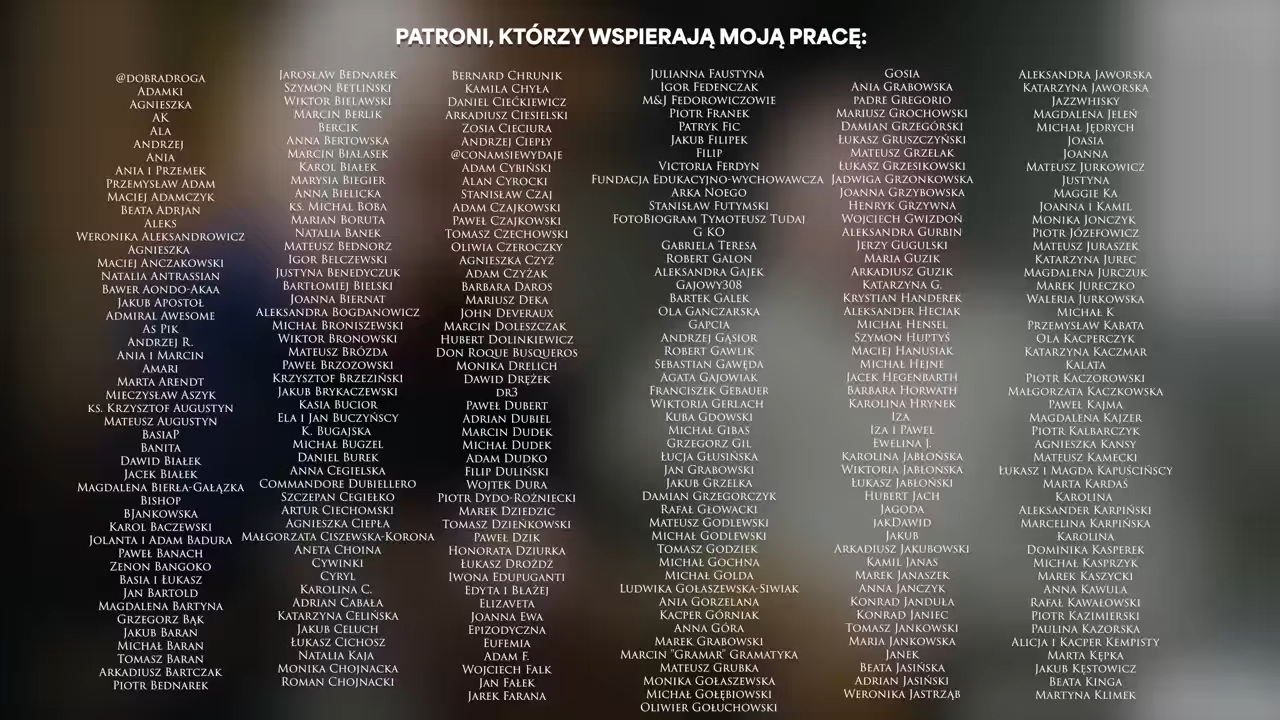 PATRONI, KTÓRZY WSPIERAJĄ MOJĄ PRACĘ:
@DOBRADROGA
ADAMKI
AGNIESZKA
AK
ALA
ANDRZEJ
ANIA
ANIA I PRZEMEK
PRZEMYSŁAW ADAM
MACIEJ ADAMCZYK
BEATA ADRJAN
ALEKS
WERONIKA ALEKSANDROWICZ
AGNIESZKA
MACIEJ ANCZAKOWSKI
NATALIA ANTRASSIAN
BAWER AONDO-AKAA
JAKUB APOSTOŁ
ADMIRAL AWESOME
AS PIK
ANDRZEJ R.
ANIA I MARCIN
AMARI
MARTA ARENDT
MIECZYSŁAW ASZYK
KS. KRZYSZTOF AUGUSTYN
MATEUSZ AUGUSTYN
BASIAP
BANITA
DAWID BIAŁEK
JACEK BIAŁEK
MAGDALENA BIERŁA-GAŁĄZKA
BISHOP
BJANKOWSKA
KAROL BACZEWSKI
JOLANTA I ADAM BADURA
PAWEŁ BANACH
ZENON BANGOKO
BASIA I ŁUKASZ
JAN BARTOLD
MAGDALENA BARTYNA
GRZEGORZ BĄK
JAKUB BARAN
MICHAŁ BARAN
TOMASZ BARAN
ARKADIUSZ BARTCZAK
PIOTR BEDNAREK
JAROSŁAW BEDNAREK
SZYMON BETLIŃSKI
WIKTOR BIELAWSKI
MARCIN BERLIK
BERCIK
ANNA BERTOWSKA
MARCIN BIAŁASEK
KAROL BIAŁEK
MARYSIA BIEGIER
ANNA BIELICKA
KS. MICHAŁ BOBA
MARIAN BORUTA
NATALIA BANEK
MATEUSZ BEDNORZ
IGOR BELCZEWSKI
JUSTYNA BENEDYCZUK
BARTŁOMIEJ BIELSKI
JOANNA BIERNAT
ALEKSANDRA BOGDANOWICZ
MICHAŁ BRONISZEWSKI
WIKTOR BRONOWSKI
MATEUSZ BRÓZDA
PAWEŁ BRZOZOWSKI
KRZYSZTOF BRZEZIŃSKI
JAKUB BRYKACZEWSKI
KASIA BUCIOR
ELA I JAN BUCZYŃSCY
K. BUGAJSKA
MICHAŁ BUGZEL
DANIEL BUREK
ANNA CEGIELSKA
COMMANDORE DUBIELLERO
SZCZEPAN CEGIEŁKO
ARTUR CIECHOMSKI
AGNIESZKA CIEPŁA
MAŁGORZATA CISZEWSKA-KORONA
ANETA CHOINA
CYWINKI
CYRYL
KAROLINA C.
ADRIAN CABAŁA
KATARZYNA CELIŃSKA
JAKUB CELUCH
ŁUKASZ CICHOSZ
NATALIA KAJA
MONIKA CHOJNACKA
ROMAN CHOJNACKI
BERNARD CHRUNIK
KAMILA CHYŁA
DANIEL CIEĆKIEWICZ
ARKADIUSZ CIESIELSKI
ZOSIA CIECIURA
ANDRZEJ CIEPŁY
@CONAMSIEWYDAJE
ADAM CYBIŃSKI
ALAN CYROCKI
STANISŁAW CZAJ
ADAM CZAJKOWSKI
PAWEŁ CZAJKOWSKI
TOMASZ CZECHOWSKI
OLIWIA CZEROCZKY
AGNIESZKA CZYŻ
ADAM CZYŻAK
BARBARA DAROS
MARIUSZ DEKA
JOHN DEVERAUX
MARCIN DOLESZCZAK
HUBERT DOLINKIEWICZ
DON ROQUE BUSQUEROS
MONIKA DRELICH
DAWID DRĘŻEK
DR3
PAWEŁ DUBERT
ADRIAN DUBIEL
MARCIN DUDEK
MICHAŁ DUDEK
ADAM DUDKO
FILIP DULIŃSKI
WOJTEK DURA
PIOTR DYDO-ROŻNIECKI
MAREK DZIEDZIC
TOMASZ DZIEŃKOWSKI
PAWEŁ DZIK
HONORATA DZIURKA
ŁUKASZ DROŻDŻ
IWONA EDUPUGANTI
EDYTA I BŁAŻEJ
ELIZAVETA
JOANNA EWA
EPIZODYCZNA
EUFEMIA
ADAM F.
WOJCIECH FALK
JAN FAŁEK
JAREK FARANA
JULIANNA FAUSTYNA
IGOR FEDENCZAK
M&J FEDOROWICZOWIE
PIOTR FRANEK
PATRYK FIC
JAKUB FILIPEK
FILIP
VICTORIA FERDYN
FUNDACJA EDUKACYJNO-WYCHOWAWCZA
ARKA NOEGO
STANISŁAW FUTYMSKI
FOTOBIOGRAM TYMOTEUSZ TUDAJ
G KO
GABRIELA TERESA
ROBERT GALON
ALEKSANDRA GAJEK
GAJOWY308
BARTEK GALEK
OLA GANCZARSKA
GAPCIA
ANDRZEJ GĄSIOR
ROBERT GAWLIK
SEBASTIAN GAWĘDA
AGATA GAJOWIAK
FRANCISZEK GEBAUER
WIKTORIA GERLACH
KUBA GDOWSKI
MICHAŁ GIBAS
GRZEGORZ GIL
ŁUCJA GŁUSIŃSKA
JAN GRABOWSKI
JAKUB GRZELKA
DAMIAN GRZEGORCZYK
RAFAŁ GŁOWACKI
MATEUSZ GODLEWSKI
MICHAŁ GODLEWSKI
TOMASZ GODZIEK
MICHAŁ GOCHNA
MICHAŁ GOLDA
LUDWIKA GOŁASZEWSKA-SIWIAK
ANIA GORZELANA
KACPER GÓRNIAK
ANNA GÓRA
MAREK GRABOWSKI
MARCIN "GRAMAR" GRAMATYKA
MATEUSZ GRUBKA
MONIKA GOŁASZEWSKA
MICHAŁ GOŁĘBIOWSKI
OLIWIER GOŁUCHOWSKI
GOSIA
ANIA GRABOWSKA
PADRE GREGORIO
MARIUSZ GROCHOWSKI
DAMIAN GRZEGÓRSKI
ŁUKASZ GRUSZCZYŃSKI
MATEUSZ GRZELAK
ŁUKASZ GRZESIKOWSKI
JADWIGA GRZONKOWSKA
JOANNA GRZYBOWSKA
HENRYK GRZYWNA
WOJCIECH GWIZDOŃ
ALEKSANDRA GURBIN
JERZY GUGULSKI
MARIA GUZIK
ARKADIUSZ GUZIK
KATARZYNA G.
KRYSTIAN HANDEREK
ALEKSANDER HECIAK
MICHAŁ HENSEL
SZYMON HUPTYŚ
MACIEJ HANUSIAK
MICHAŁ HEJNE
JACEK HEGENBARTH
BARBARA HORWATH
KAROLINA HRYNEK
IZA
IZA I PAWEL
EWELINA J.
KAROLINA JABŁOŃSKA
WIKTORIA JABŁOŃSKA
ŁUKASZ JABŁOŃSKI
HUBERT JACH
JAGODA
JAKDAWID
JAKUB
ARKADIUSZ JAKUBOWSKI
KAMIL JANAS
MAREK JANASZEK
ANNA JANCZYK
KONRAD JANDUŁA
KONRAD JANIEC
TOMASZ JANKOWSKI
MARIA JANKOWSKA
JANEK
BEATA JASIŃSKA
ADRIAN JASIŃSKI
WERONIKA JASTRZĄB
ALEKSANDRA JAWORSKA
KATARZYNA JAWORSKA
JAZZWHISKY
MAGDALENA JELEŃ
MICHAŁ JĘDRYCH
JOASIA
JOANNA
MATEUSZ JURKOWICZ
JUSTYNA
MAGGIE KA
JOANNA I KAMIL
MONIKA JONCZYK
PIOTR JÓZEFOWICZ
MATEUSZ JURASZEK
KATARZYNA JUREC
MAGDALENA JURCZUK
MAREK JURECZKO
WALERIA JURKOWSKA
MICHAŁ K
PRZEMYSŁAW KABATA
OLA KACPERCZYK
KATARZYNA KACZMAR
KALATA
PIOTR KACZOROWSKI
MAŁGORZATA KACZKOWSKA
PAWEŁ KAJMA
MAGDALENA KAJZER
PIOTR KALBARCZYK
AGNIESZKA KANSY
MATEUSZ KAMECKI
ŁUKASZ I MAGDA KAPUŚCIŃSCY
MARTA KARDAŚ
KAROLINA
ALEKSANDER KARPIŃSKI
MARCELINA KARPIŃSKA
KAROLINA
DOMINIKA KASPEREK
MICHAŁ KASPRZYK
MAREK KASZYCKI
ANNA KAWULA
RAFAŁ KAWAŁOWSKI
PIOTR KAZIMIERSKI
PAULINA KAZORSKA
ALICJA I KACPER KEMPISTY
MARTA KĘPKA
JAKUB KĘSTOWICZ
BEATA KINGA
MARTYNA KLIMEK